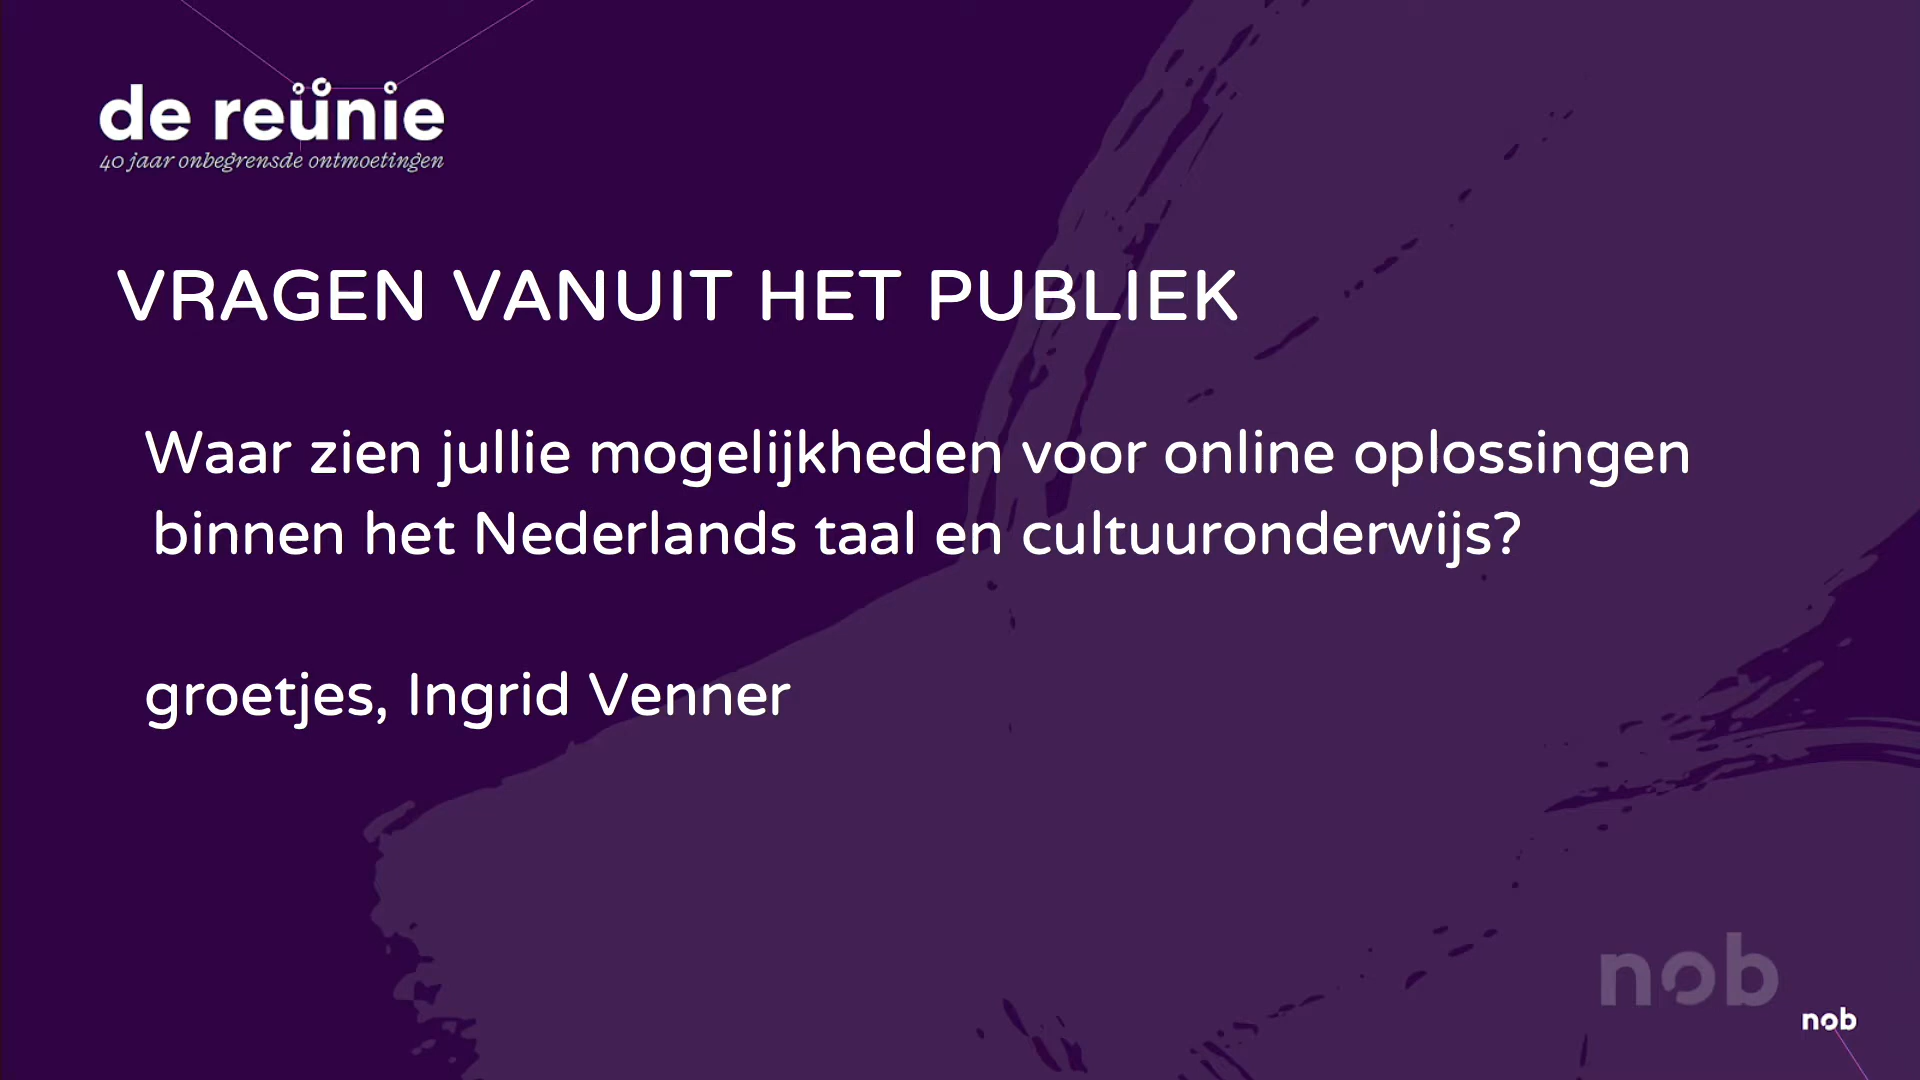 de reünie
40 jaar onbegrensde ontmoetingen
VRAGEN VANUIT HET PUBLIEK
Waar zien jullie mogelijkheden voor online oplossingen
binnen het Nederlands taal en cultuuronderwijs?
groetjes, Ingrid Venner
nob
nob